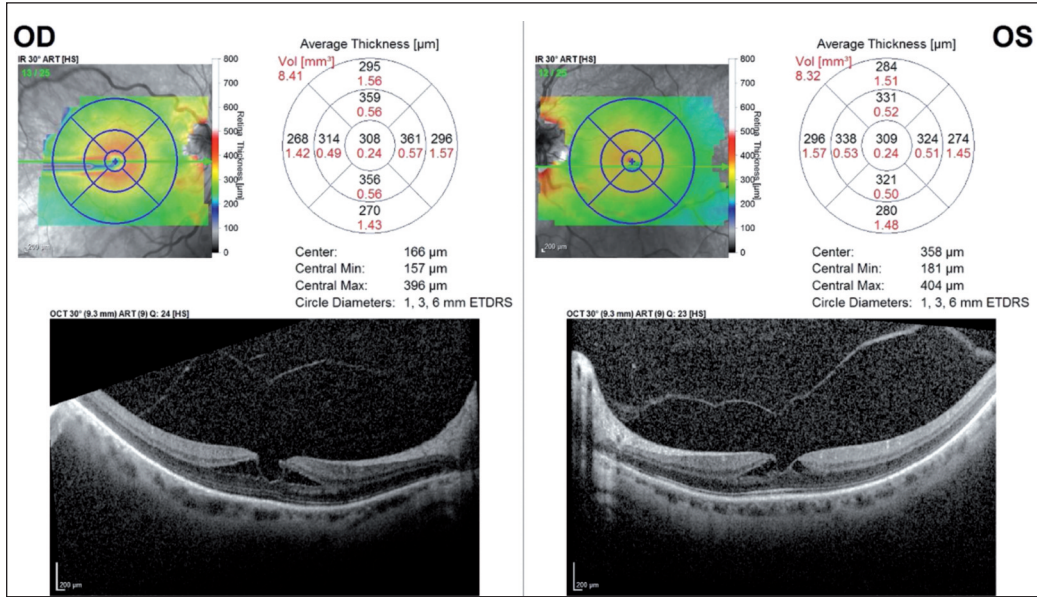 OD
IR 30° ART [HS]
13 / 25
200 µm
800
700
600
500
400
300
200
100
0
Retina Thickness [µm]
Average Thickness [µm]
Vol [mm³]
8.41
295
1.56
359
0.56
268 314 308 361 296
1.42 0.49 0.24 0.57 1.57
356
0.56
270
1.43
Center: 166 µm
Central Min: 157 µm
Central Max: 396 µm
Circle Diameters: 1, 3, 6 mm ETDRS
OCT 30° (9.3 mm) ART (9) Q: 24 [HS]
200 µm
OS
IR 30° ART [HS]
13 / 25
200 µm
800
700
600
500
400
300
200
100
0
Retina Thickness [µm]
Average Thickness [µm]
Vol [mm³]
8.32
284
1.51
331
0.52
296 338 309 324 274
1.57 0.53 0.24 0.51 1.45
321
0.50
280
1.48
Center: 358 µm
Central Min: 181 µm
Central Max: 404 µm
Circle Diameters: 1, 3, 6 mm ETDRS
OCT 30° (9.3 mm) ART (9) Q: 23 [HS]
200 µm